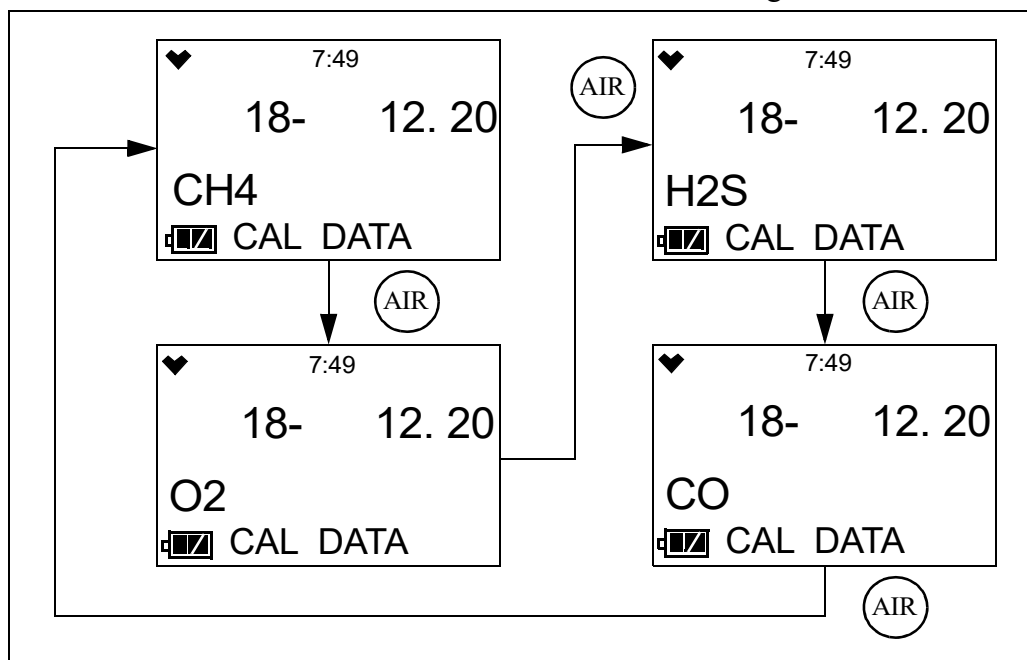 7:49
18- 12. 20
CH4
CAL DATA
AIR
7:49
18- 12. 20
O2
CAL DATA
AIR
7:49
18- 12. 20
H2S
CAL DATA
AIR
7:49
18- 12. 20
CO
CAL DATA
AIR